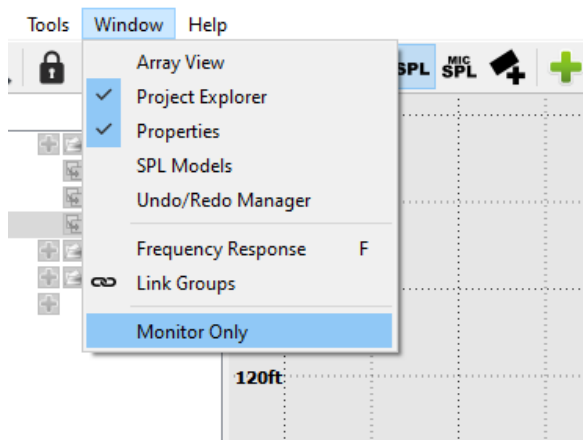 Tools Window Help
SPL MIC SPL
Array View
Project Explorer
Properties
SPL Models
Undo/Redo Manager
Frequency Response F
Link Groups
Monitor Only
120ft